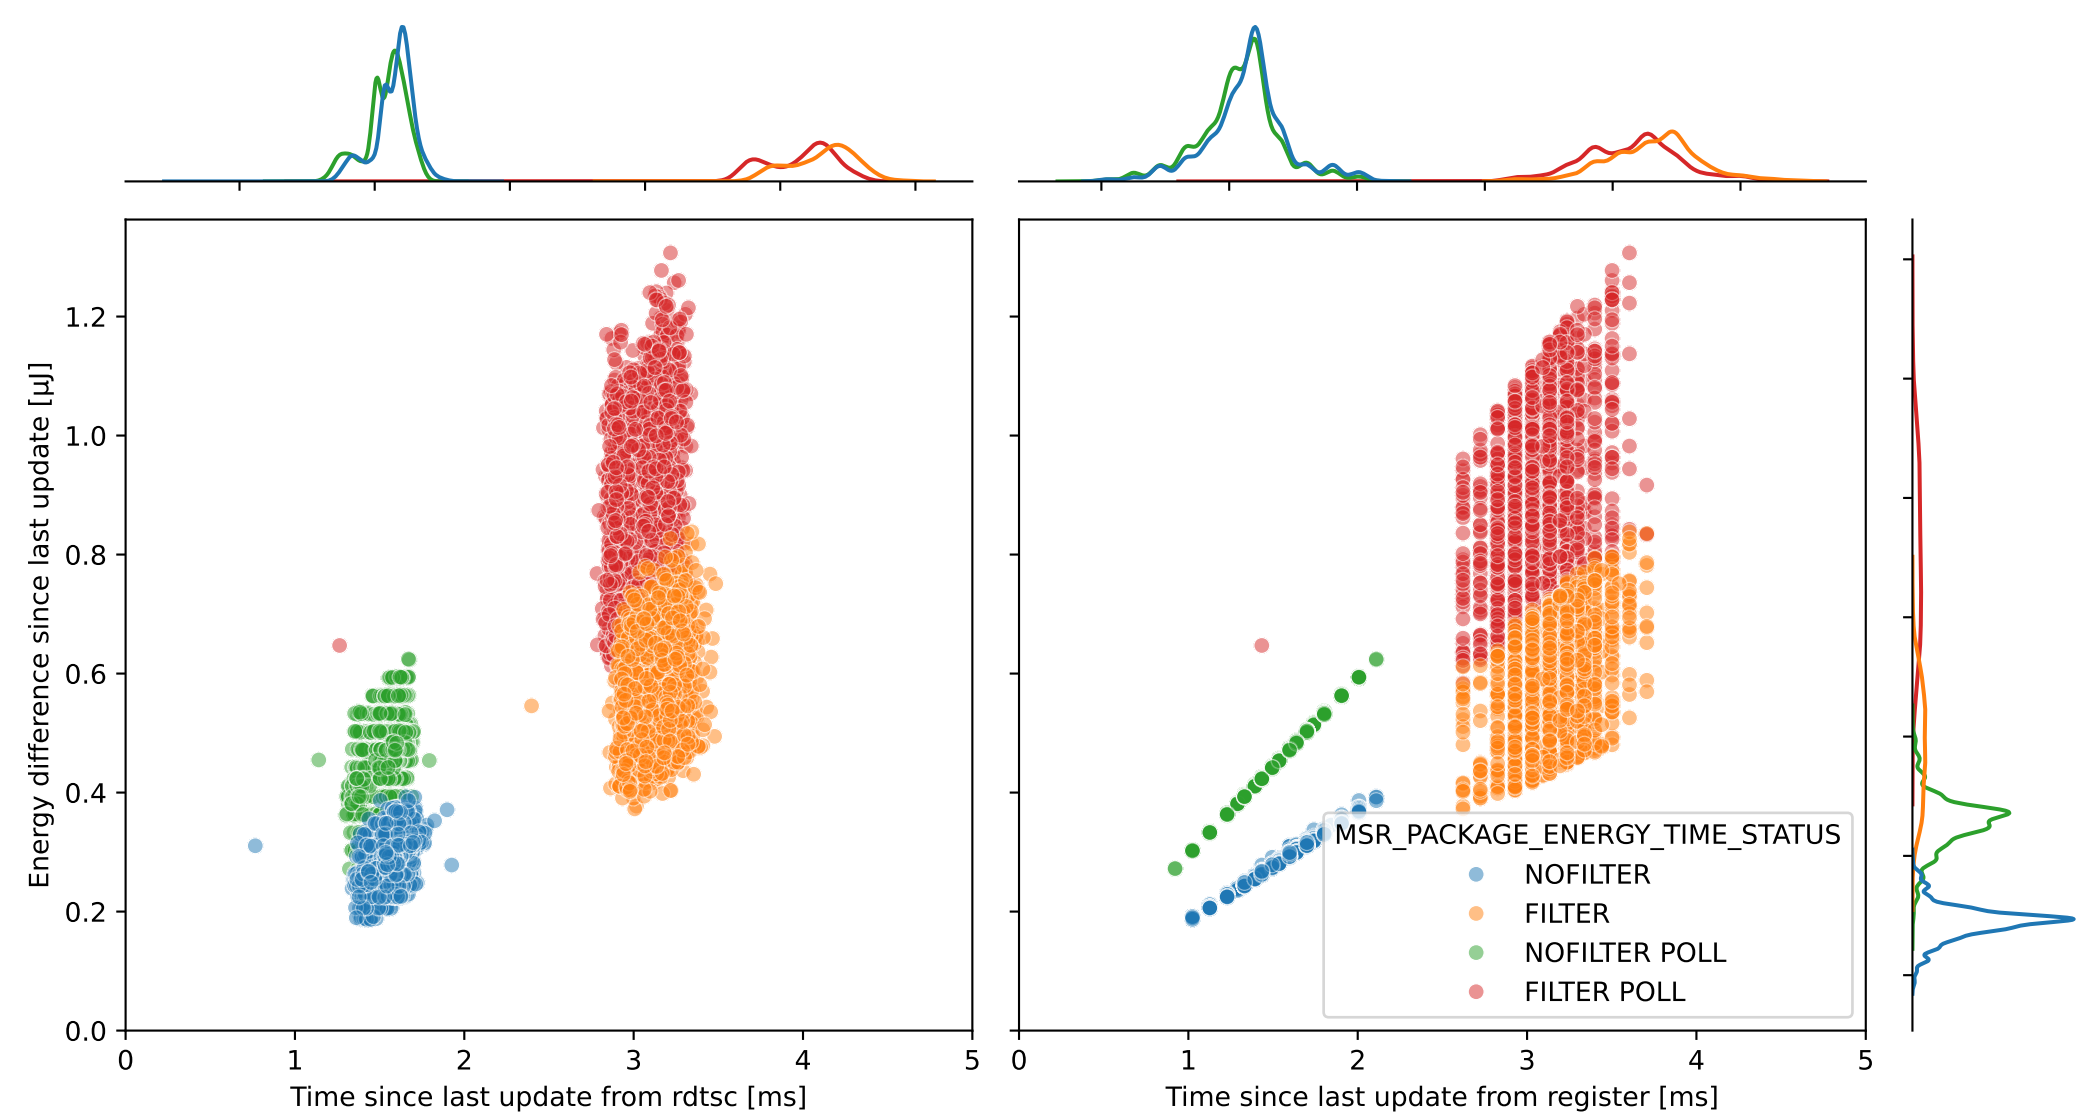 Energy difference since last update [µJ]
1.2
1.0
0.8
0.6
0.4
0.2
0.0
0 1 2 3 4 5
Time since last update from rdtsc [ms]
MSR_PACKAGE_ENERGY_TIME_STATUS
NOFILTER
FILTER
NOFILTER POLL
FILTER POLL
0 1 2 3 4 5
Time since last update from register [ms]